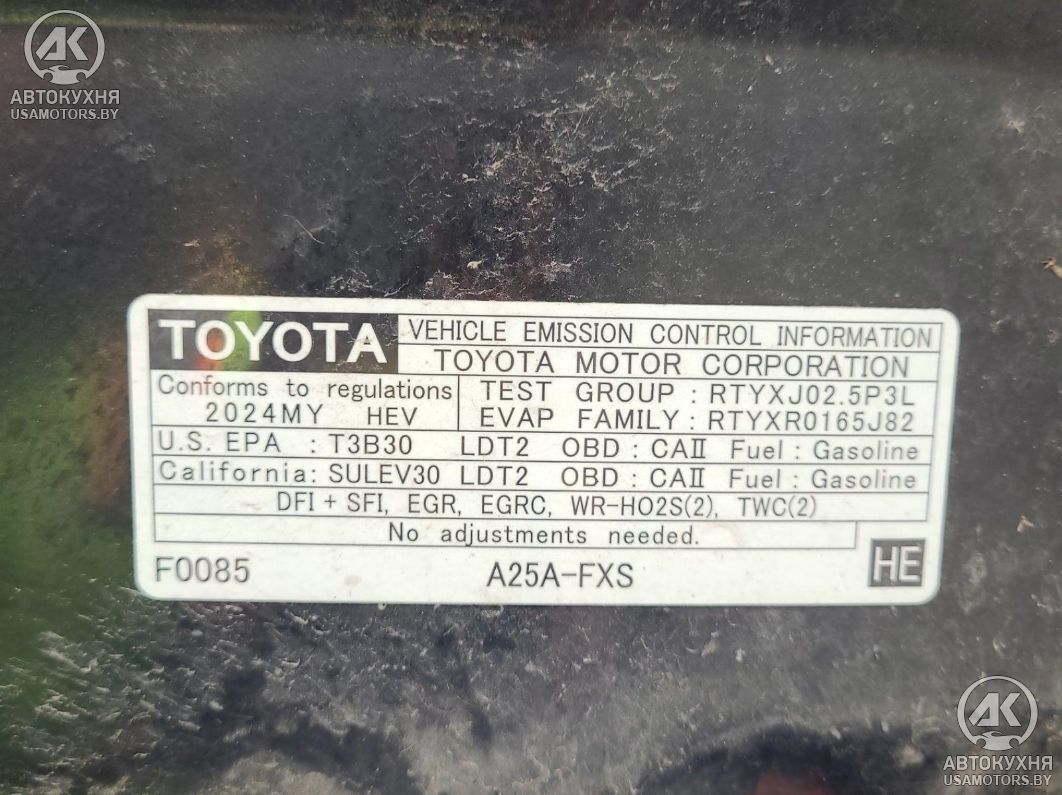 AK
АВТОКУХНЯ
USAMOTORS.BY
TOYOTA
VEHICLE EMISSION CONTROL INFORMATION
TOYOTA MOTOR CORPORATION
Conforms to regulations
2024MY HEV
TEST GROUP : RTYXJ02.5P3L
EVAP FAMILY : RTYXR0165J82
U.S. EPA : T3B30 LDT2 OBD : CAII Fuel : Gasoline
California: SULEV30 LDT2 OBD : CAII Fuel : Gasoline
DFI + SFI, EGR, EGRC, WR-HO2S(2), TWC(2)
No adjustments needed.
F0085 A25A-FXS HE
AK
АВТОКУХНЯ
USAMOTORS.BY